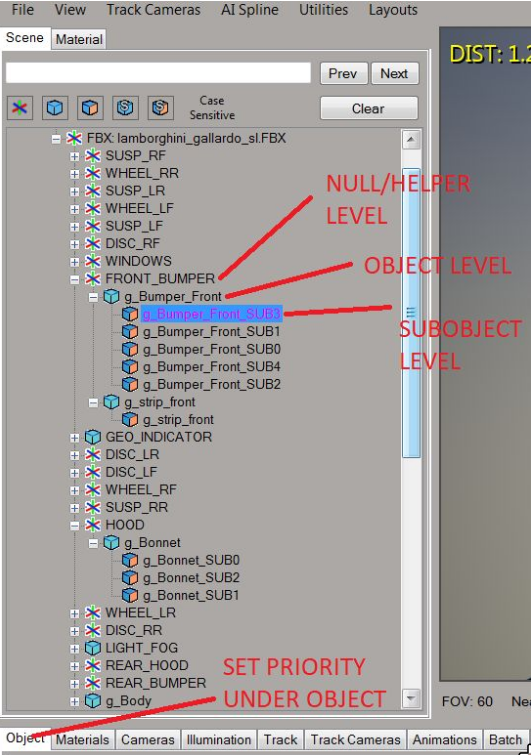 File View Track Cameras AI Spline Utilities Layouts
Scene Material
DIST: 1.2
Prev Next
Case
Sensitive
Clear
FBX: lamborghini_gallardo_sl.FBX
SUSP_RF
WHEEL_RR
SUSP_LR
WHEEL_LF
SUSP_LF
DISC_RF
WINDOWS
FRONT_BUMPER
g_Bumper_Front
g_Bumper_Front_SUB3
g_Bumper_Front_SUB1
g_Bumper_Front_SUB0
g_Bumper_Front_SUB4
g_Bumper_Front_SUB2
g_strip_front
g_strip_front
GEO_INDICATOR
DISC_LR
DISC_LF
WHEEL_RF
SUSP_RR
HOOD
g_Bonnet
g_Bonnet_SUB0
g_Bonnet_SUB2
g_Bonnet_SUB1
WHEEL_LR
DISC_RR
LIGHT_FOG
REAR_HOOD
REAR_BUMPER
g_Body
NULL/HELPER
LEVEL
OBJECT LEVEL
SUBOBJECT
LEVEL
SET PRIORITY
UNDER OBJECT
FOV: 60 Nea
Object Materials Cameras Illumination Track Track Cameras Animations Batch